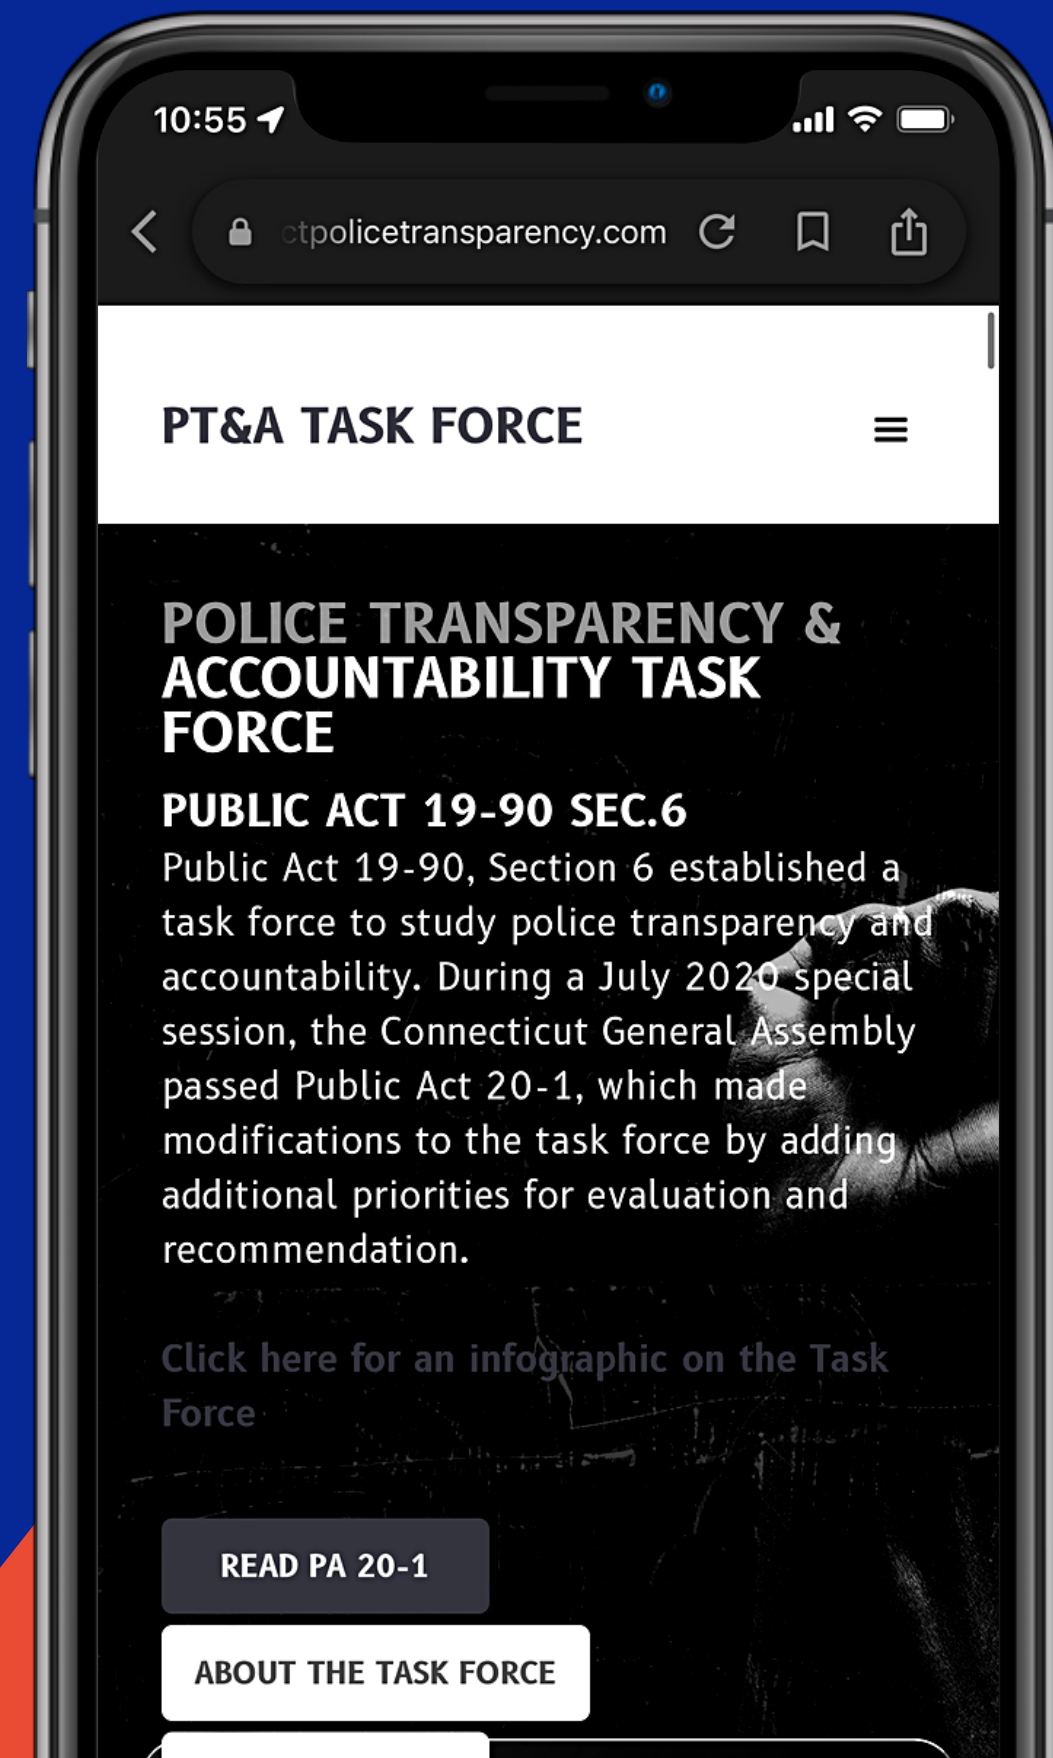 10:55
ctpolicetransparency.com
PT&A TASK FORCE
POLICE TRANSPARENCY &
ACCOUNTABILITY TASK
FORCE
PUBLIC ACT 19-90 SEC.6
Public Act 19-90, Section 6 established a
task force to study police transparency and
accountability. During a July 2020 special
session, the Connecticut General Assembly
passed Public Act 20-1, which made
modifications to the task force by adding
additional priorities for evaluation and
recommendation.
Click here for an infographic on the Task
Force
READ PA 20-1
ABOUT THE TASK FORCE